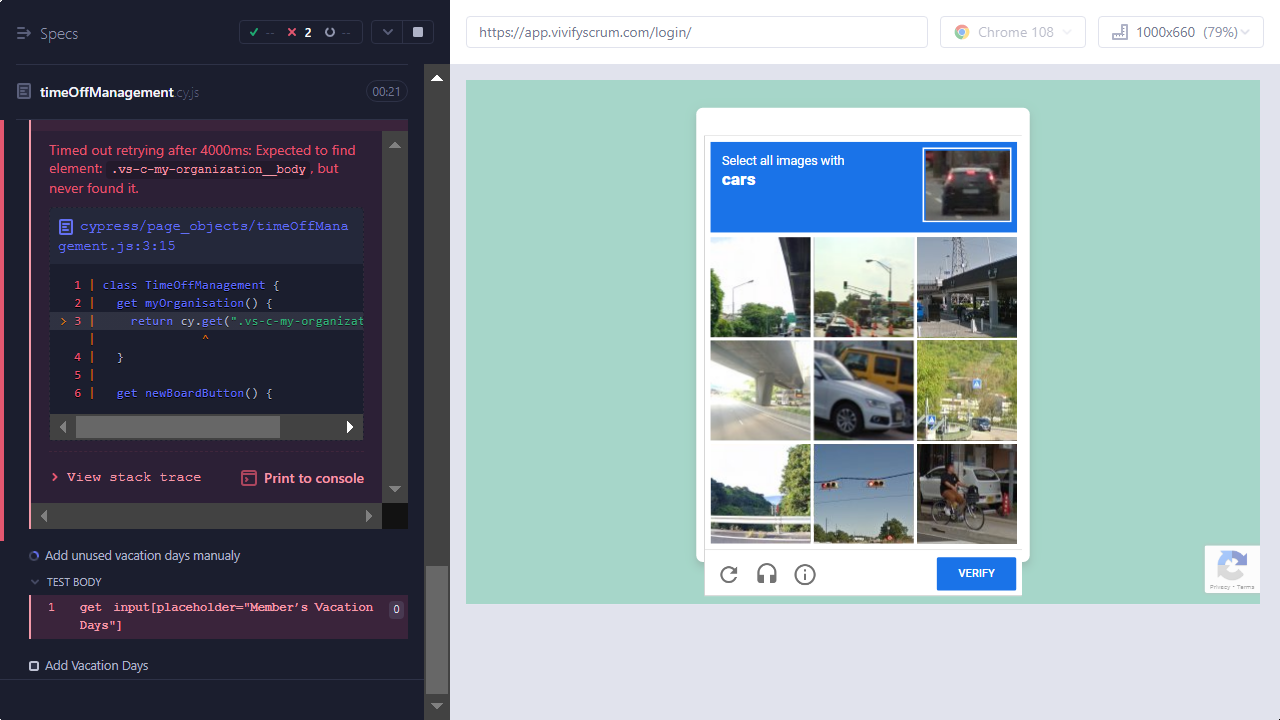 Specs
-- 2 --
https://app.vivifyscrum.com/login/
Chrome 108
1000x660 (79%)
timeOffManagement.cy.js
00:21
Timed out retrying after 4000ms: Expected to find
element: .vs-c-my-organization__body, but
never found it.
cypress/page_objects/timeOffMana
gement.js:3:15
1 | class TimeOffManagement {
2 | get myOrganisation() {
> 3 | return cy.get(".vs-c-my-organizat
| ^
4 | }
5 |
6 | get newBoardButton() {
> View stack trace
Print to console
Add unused vacation days manualy
TEST BODY
1 get input[placeholder="Member’s Vacation
Days"]
0
Add Vacation Days
Select all images with
cars
VERIFY
Privacy - Terms